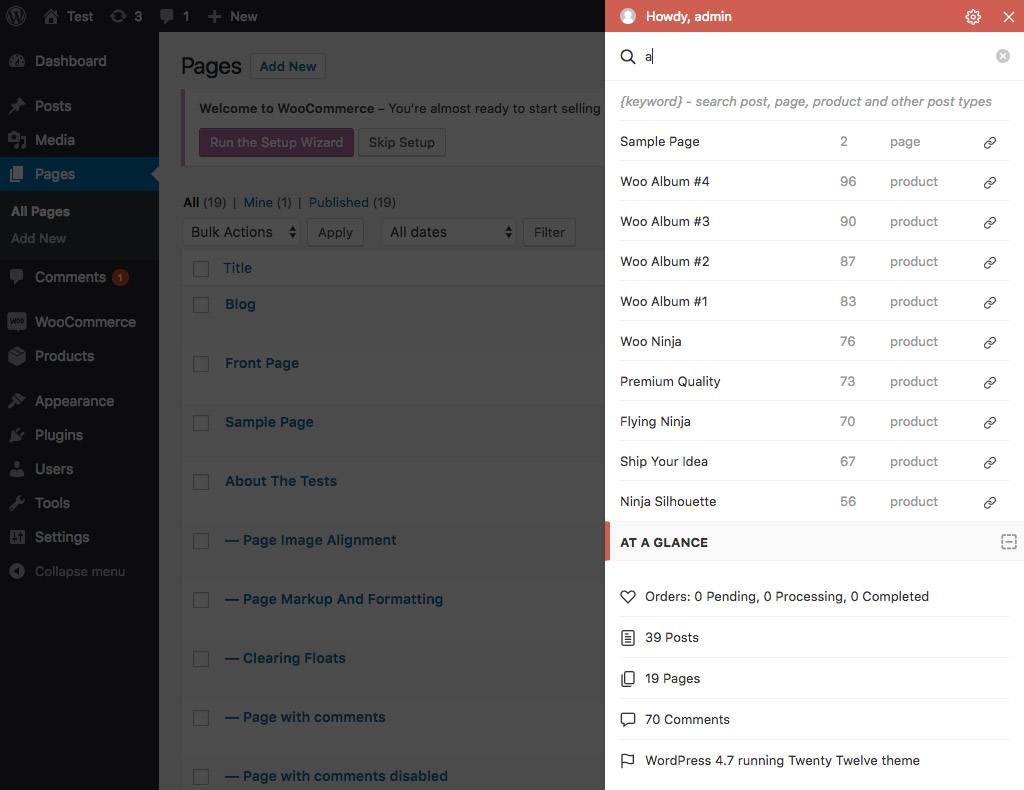 Test 3 1 New
Dashboard
Posts
Media
Pages
All Pages
Add New
Comments 1
WooCommerce
Products
Appearance
Plugins
Users
Tools
Settings
Collapse menu
Pages Add New
Welcome to WooCommerce – You're almost ready to start selling
Run the Setup Wizard Skip Setup
All (19) | Mine (1) | Published (19)
Bulk Actions Apply All dates Filter
Title
Blog
Front Page
Sample Page
About The Tests
— Page Image Alignment
— Page Markup And Formatting
— Clearing Floats
— Page with comments
— Page with comments disabled
Howdy, admin
a
{keyword} - search post, page, product and other post types
Sample Page 2 page
Woo Album #4 96 product
Woo Album #3 90 product
Woo Album #2 87 product
Woo Album #1 83 product
Woo Ninja 76 product
Premium Quality 73 product
Flying Ninja 70 product
Ship Your Idea 67 product
Ninja Silhouette 56 product
AT A GLANCE
Orders: 0 Pending, 0 Processing, 0 Completed
39 Posts
19 Pages
70 Comments
WordPress 4.7 running Twenty Twelve theme